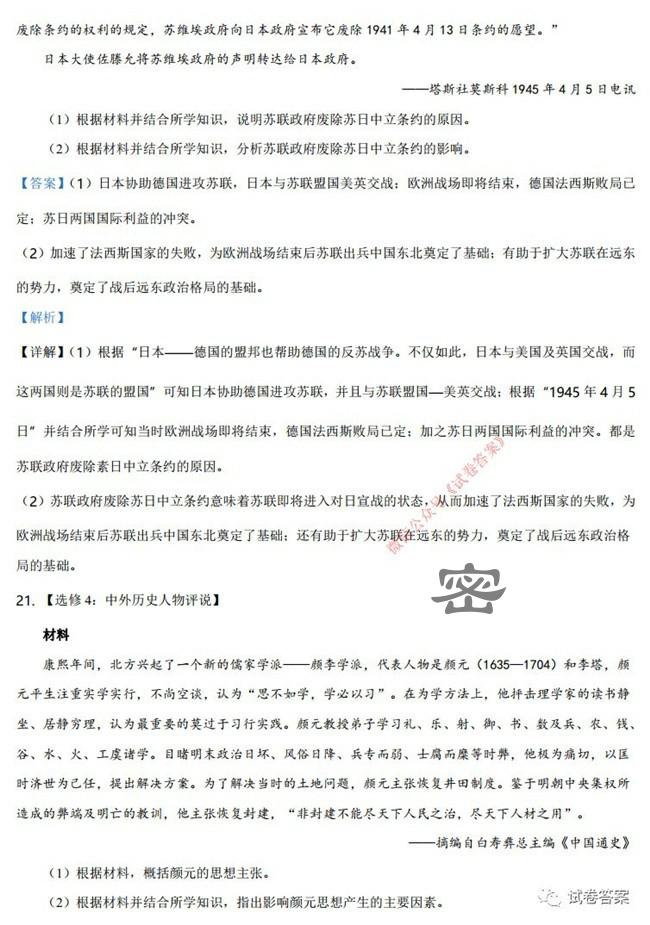 废除条约的权利的规定，苏维埃政府向日本政府宣布它废除 1941 年 4 月 13 日条约的愿望。”
日本大使佐藤允将苏维埃政府的声明转达给日本政府。
——塔斯社莫斯科 1945 年 4 月 5 日电讯
（1）根据材料并结合所学知识，说明苏联政府废除苏日中立条约的原因。
（2）根据材料并结合所学知识，分析苏联政府废除苏日中立条约的影响。
【答案】（1）日本协助德国进攻苏联，日本与苏联盟国美英交战；欧洲战场即将结束，德国法西斯败局已
定；苏日两国国际利益的冲突。
（2）加速了法西斯国家的失败，为欧洲战场结束后苏联出兵中国东北奠定了基础；有助于扩大苏联在远东
的势力，奠定了战后远东政治格局的基础。
【解析】
【详解】（1）根据“日本——德国的盟邦也帮助德国的反苏战争。不仅如此，日本与美国及英国交战，而
这两国则是苏联的盟国”可知日本协助德国进攻苏联，并且与苏联盟国—美英交战；根据“1945 年 4 月 5
日”并结合所学可知当时欧洲战场即将结束，德国法西斯败局已定；加之苏日两国国际利益的冲突。都是
苏联政府废除素日中立条约的原因。
（2）苏联政府废除苏日中立条约意味着苏联即将进入对日宣战的状态，从而加速了法西斯国家的失败，为
欧洲战场结束后苏联出兵中国东北奠定了基础；还有助于扩大苏联在远东的势力，奠定了战后远东政治格
局的基础。
微信公众号《试卷答案》
密
21. 【选修 4：中外历史人物评说】
材料
康熙年间，北方兴起了一个新的儒家学派——颜李学派，代表人物是颜元（1635—1704）和李塨，颜
元平生注重实学实行，不尚空谈，认为“思不如学，学必以习”。在为学方法上，他抨击理学家的读书静
坐、居静穷理，认为最重要的莫过于习行实践。颜元教授弟子学习礼、乐、射、御、书、数及兵、农、钱、
谷、水、火、工虞诸学。目睹明末政治日坏、风俗日降、兵专而弱、士腐而靡等时弊，他极为痛切，以匡
时济世为己任，提出解决方案。为了解决当时的土地问题，颜元主张恢复井田制度。鉴于明朝中央集权所
造成的弊端及明亡的教训，他主张恢复封建，“非封建不能尽天下人民之治，尽天下人材之用”。
——摘编自白寿彝总主编《中国通史》
（1）根据材料，概括颜元的思想主张。
（2）根据材料并结合所学知识，指出影响颜元思想产生的主要因素。
试卷答案